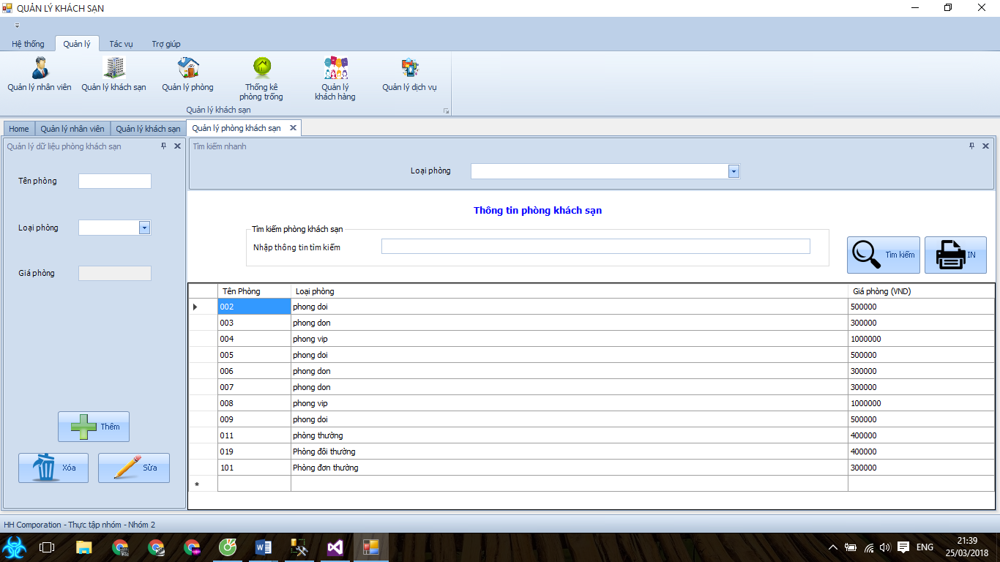 QUẢN LÝ KHÁCH SẠN
Hệ thống Quản lý Tác vụ Trợ giúp
Quản lý nhân viên Quản lý khách sạn Quản lý phòng Thống kê phòng trống Quản lý khách hàng Quản lý dịch vụ
Quản lý khách sạn
Home Quản lý nhân viên Quản lý khách sạn Quản lý phòng khách sạn
Quản lý dữ liệu phòng khách sạn
Tên phòng
Loại phòng
Giá phòng
Thêm
Xóa Sửa
Tìm kiếm nhanh
Loại phòng
Thông tin phòng khách sạn
Tìm kiếm phòng khách sạn
Nhập thông tin tìm kiếm
Tìm kiếm IN
Tên Phòng Loại phòng Giá phòng (VND)
002 phong doi 500000
003 phong don 300000
004 phong vip 1000000
005 phong doi 500000
006 phong don 300000
007 phong don 300000
008 phong vip 1000000
009 phong doi 500000
011 phòng thường 400000
019 Phòng đôi thường 400000
101 Phòng đơn thường 300000
HH Comporation - Thực tập nhóm - Nhóm 2
ENG
21:39
25/03/2018